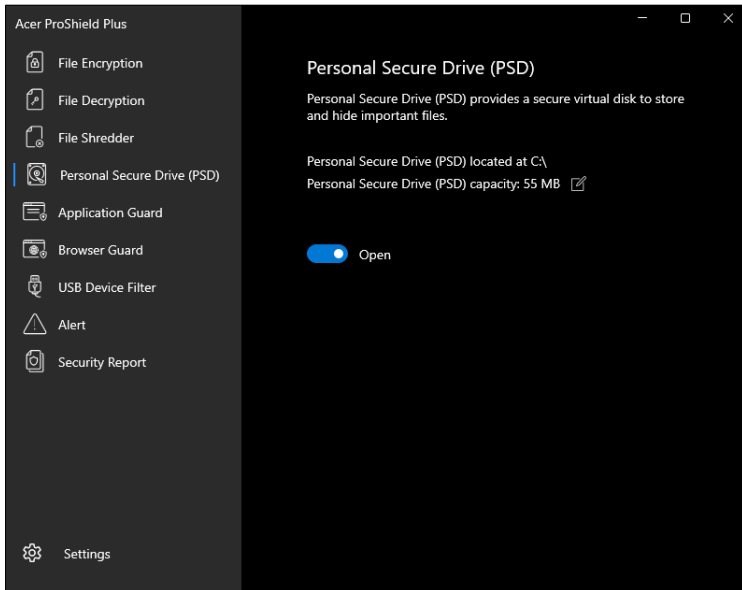 Acer ProShield Plus
File Encryption
File Decryption
File Shredder
Personal Secure Drive (PSD)
Application Guard
Browser Guard
USB Device Filter
Alert
Security Report
Settings
Personal Secure Drive (PSD)
Personal Secure Drive (PSD) provides a secure virtual disk to store
and hide important files.
Personal Secure Drive (PSD) located at C:\
Personal Secure Drive (PSD) capacity: 55 MB
Open